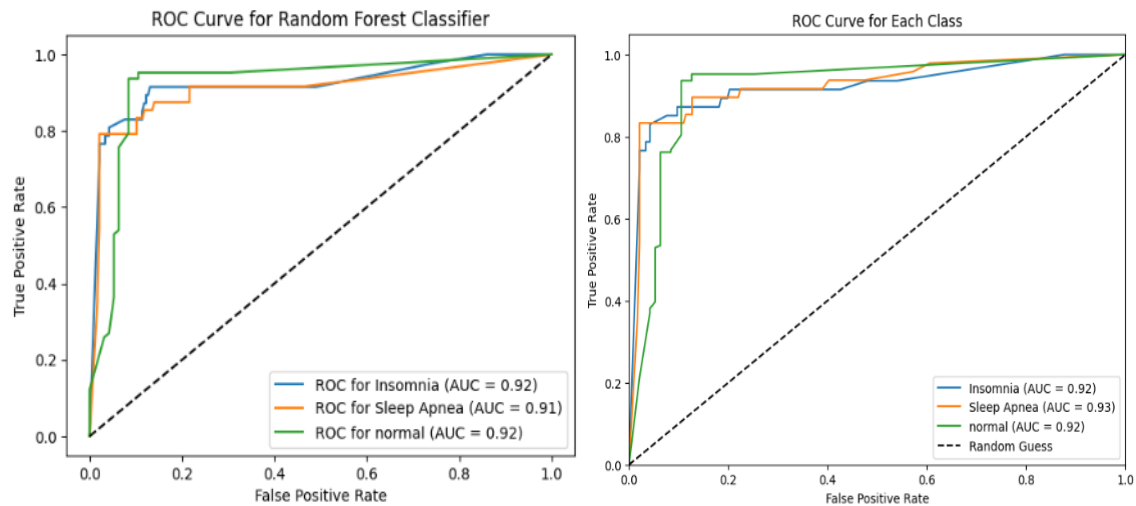 ROC Curve for Random Forest Classifier
True Positive Rate
1.0
0.8
0.6
0.4
0.2
0.0
ROC for Insomnia (AUC = 0.92)
ROC for Sleep Apnea (AUC = 0.91)
ROC for normal (AUC = 0.92)
0.0 0.2 0.4 0.6 0.8 1.0
False Positive Rate
ROC Curve for Each Class
True Positive Rate
1.0
0.8
0.6
0.4
0.2
0.0
Insomnia (AUC = 0.92)
Sleep Apnea (AUC = 0.93)
normal (AUC = 0.92)
Random Guess
0.0 0.2 0.4 0.6 0.8 1.0
False Positive Rate